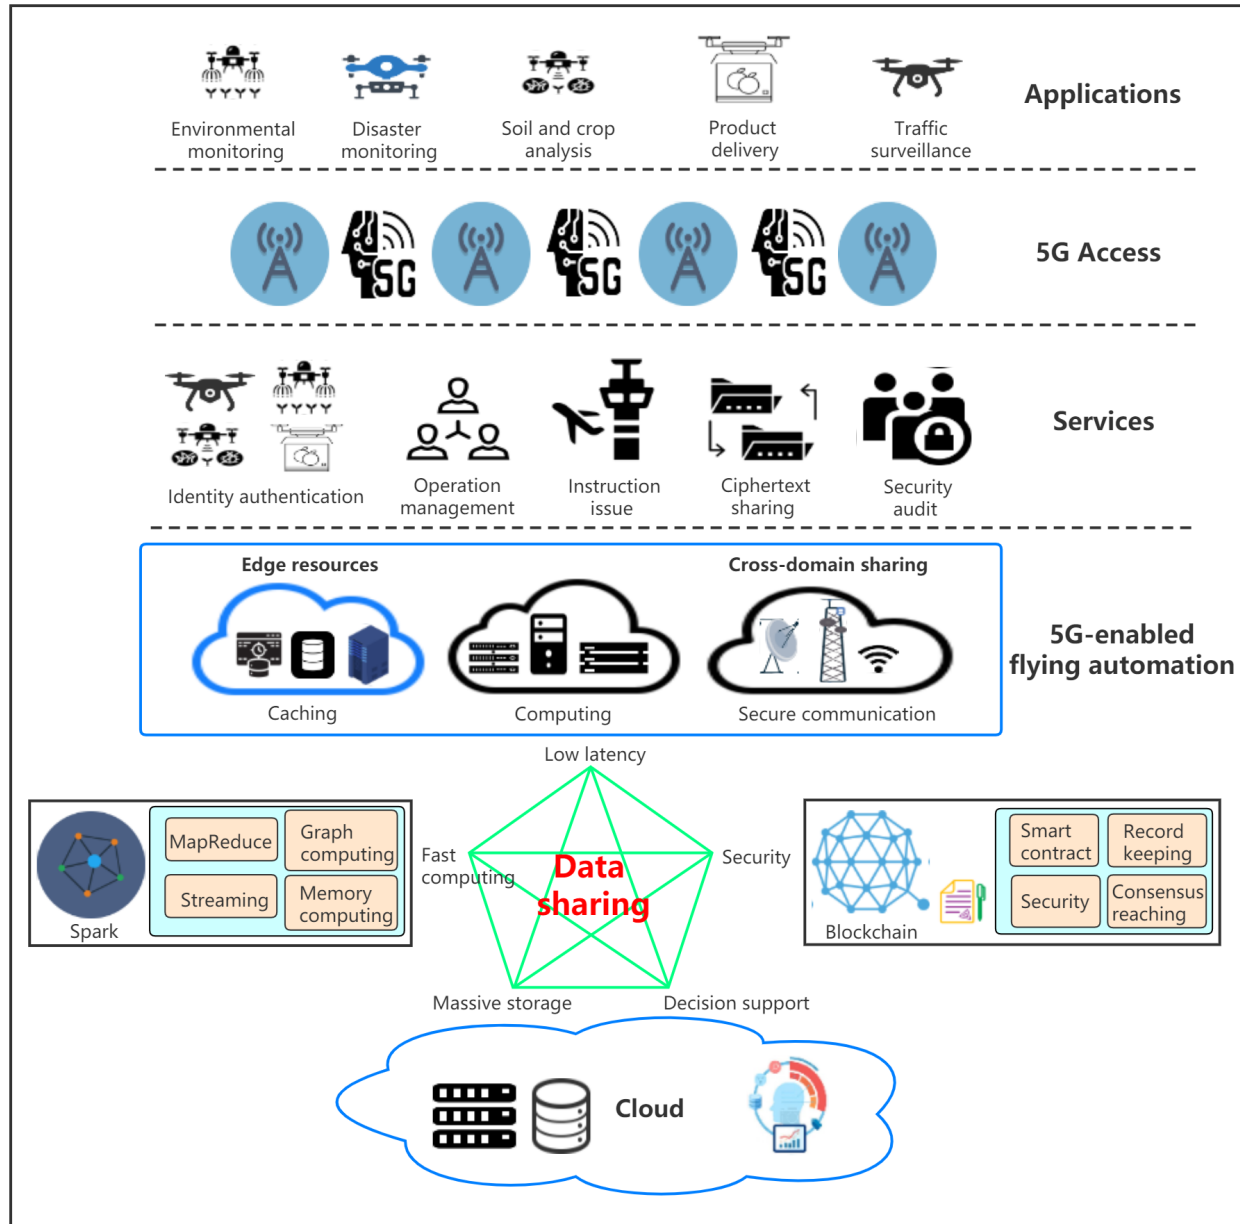 Environmental
monitoring
Disaster
monitoring
Soil and crop
analysis
Product
delivery
Traffic
surveillance
Applications
5G
5G
5G
5G Access
Identity authentication
Operation
management
Instruction
issue
Ciphertext
sharing
Security
audit
Services
Edge resources
Cross-domain sharing
Caching
Computing
Secure communication
5G-enabled
flying automation
Low latency
Fast
computing
Security
Massive storage
Decision support
Data
sharing
Spark
MapReduce
Graph
computing
Streaming
Memory
computing
Blockchain
Smart
contract
Record
keeping
Security
Consensus
reaching
Cloud